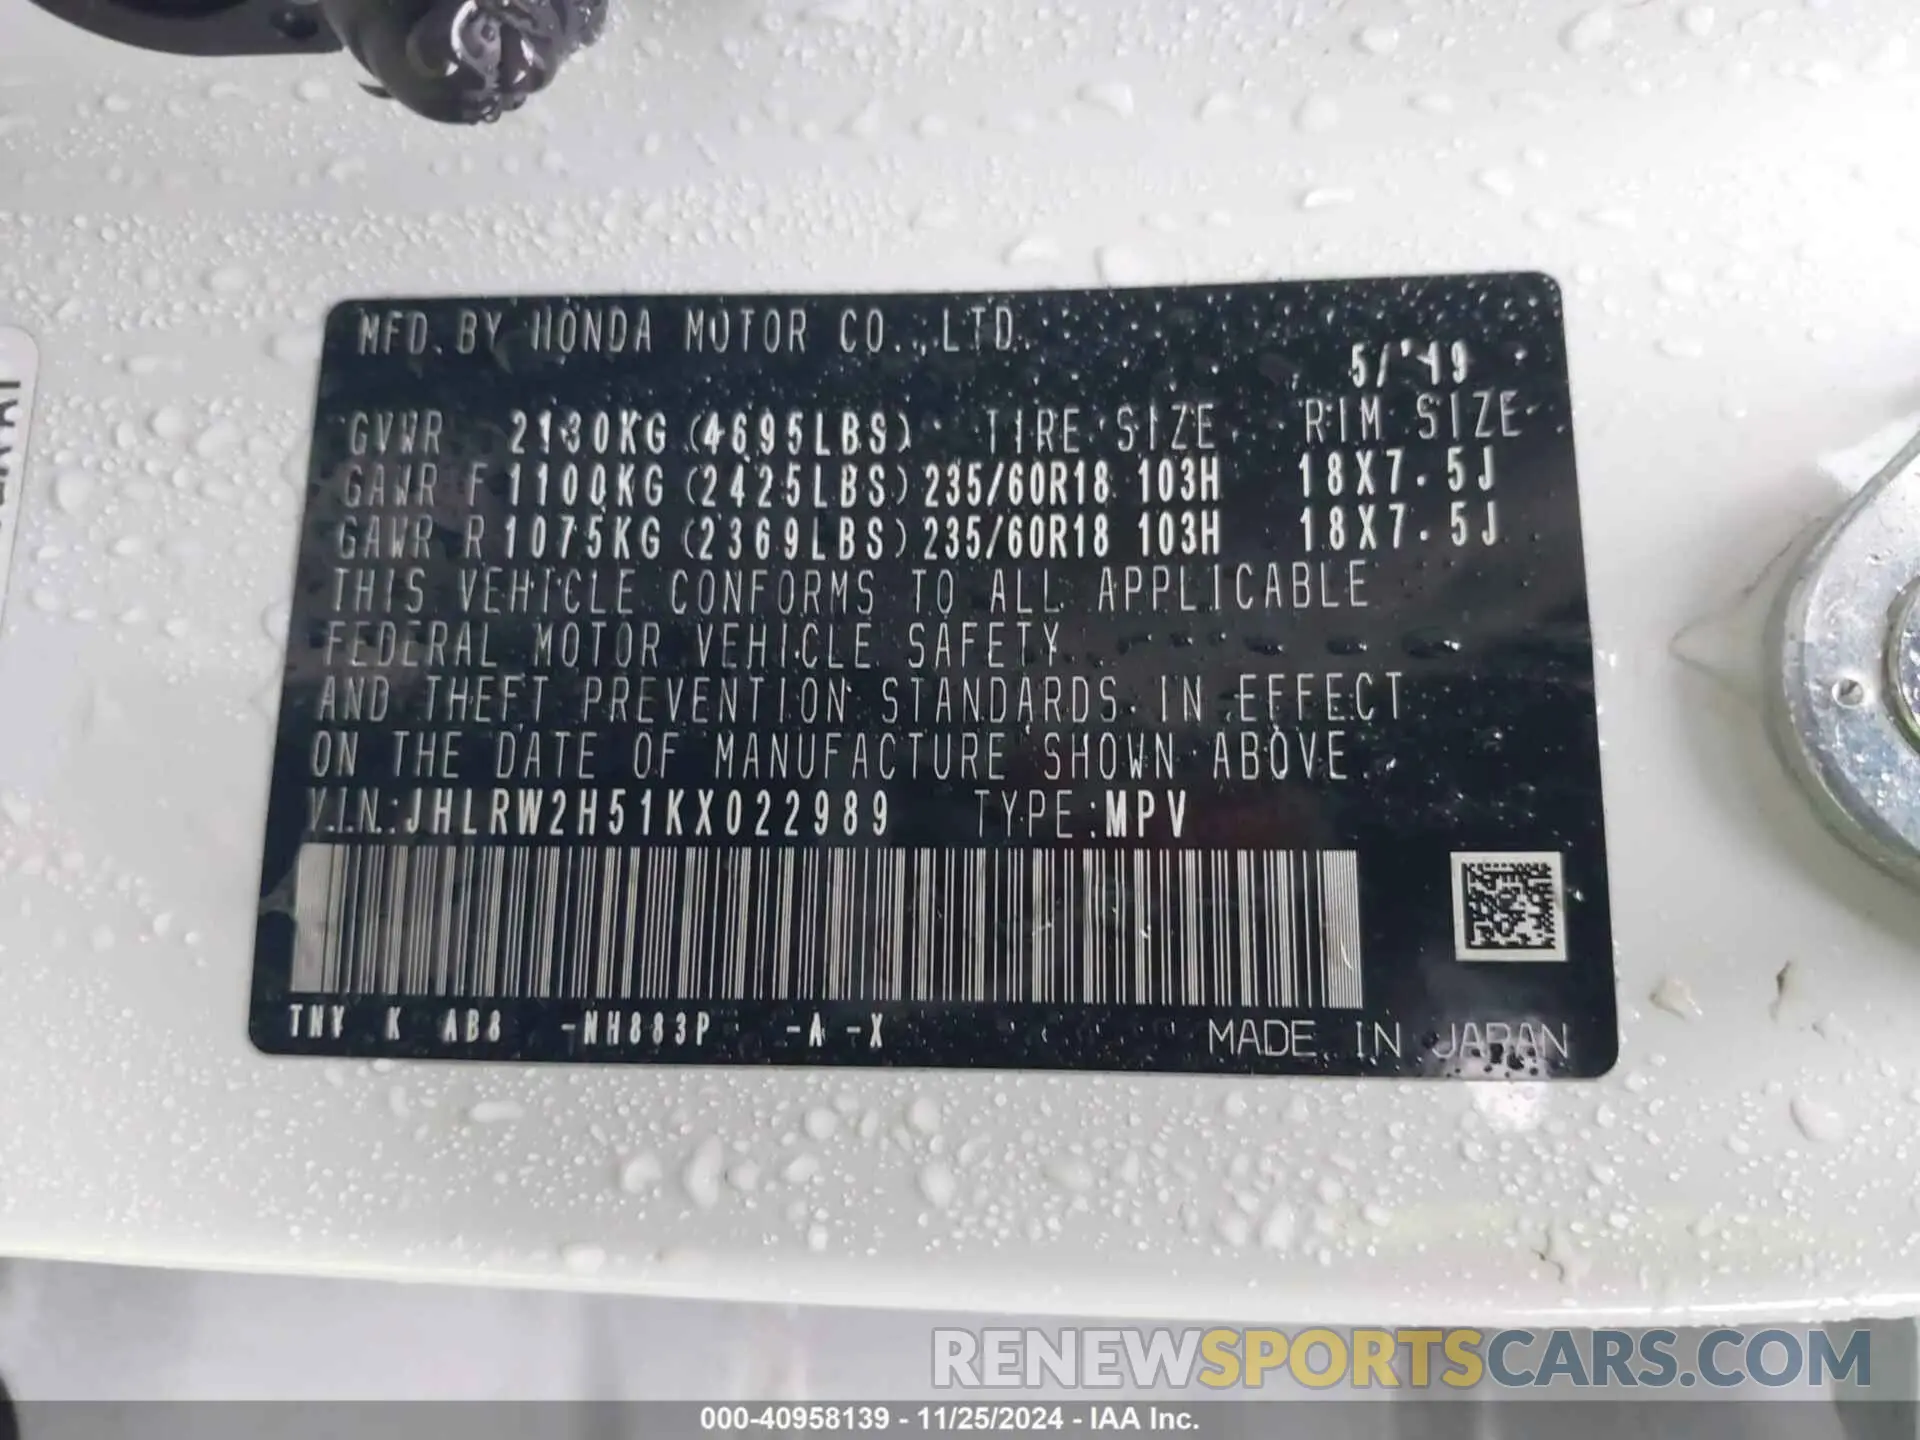 MFD. BY HONDA MOTOR CO., LTD.
5/'19
GVWR 2130KG (4695LBS) TIRE SIZE RIM SIZE
GAWR F 1100KG (2425LBS) 235/60R18 103H 18X7.5J
GAWR R 1075KG (2369LBS) 235/60R18 103H 18X7.5J
THIS VEHICLE CONFORMS TO ALL APPLICABLE
FEDERAL MOTOR VEHICLE SAFETY
AND THEFT PREVENTION STANDARDS IN EFFECT
ON THE DATE OF MANUFACTURE SHOWN ABOVE.
VIN:JHLRW2H51KX022989 TYPE:MPV
TNY K AB8 -NH883P -A -X
MADE IN JAPAN
RENEWSPORTSCARS.COM
000-40958139 - 11/25/2024 - IAA Inc.